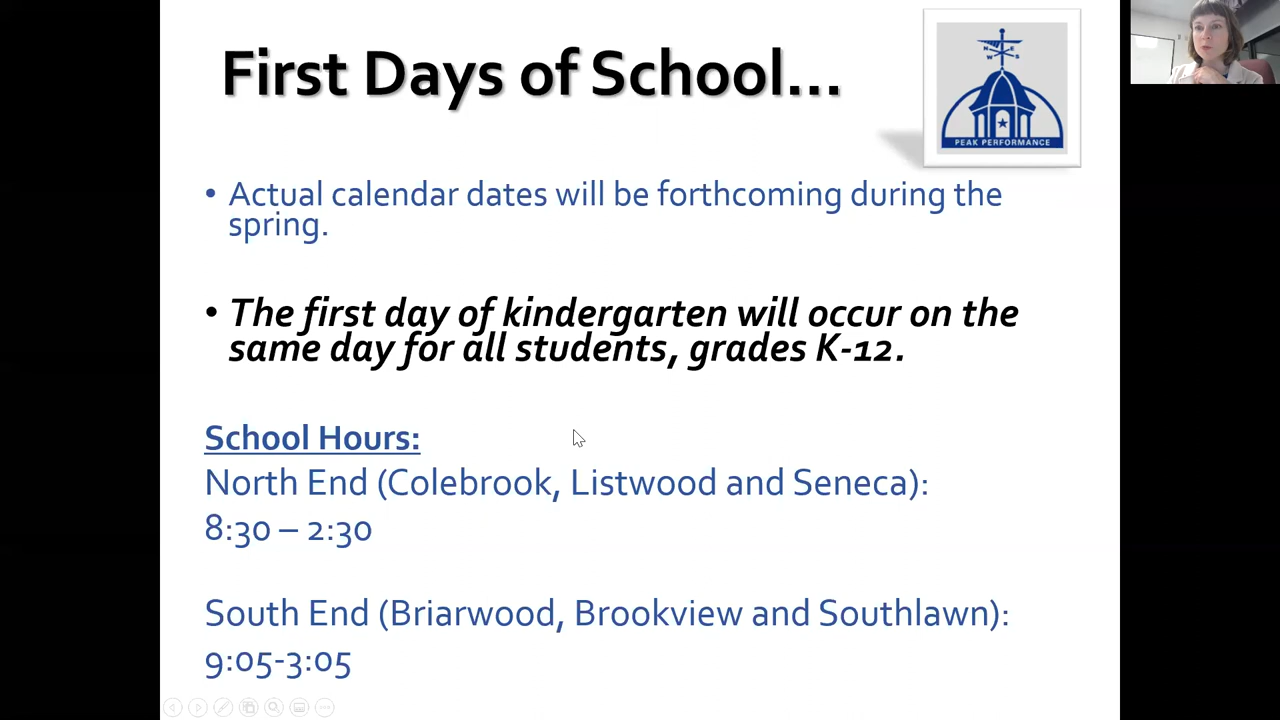 First Days of School...
N E
W S
PEAK PERFORMANCE
• Actual calendar dates will be forthcoming during the
spring.
• The first day of kindergarten will occur on the
same day for all students, grades K-12.
School Hours:
North End (Colebrook, Listwood and Seneca):
8:30 – 2:30
South End (Briarwood, Brookview and Southlawn):
9:05-3:05